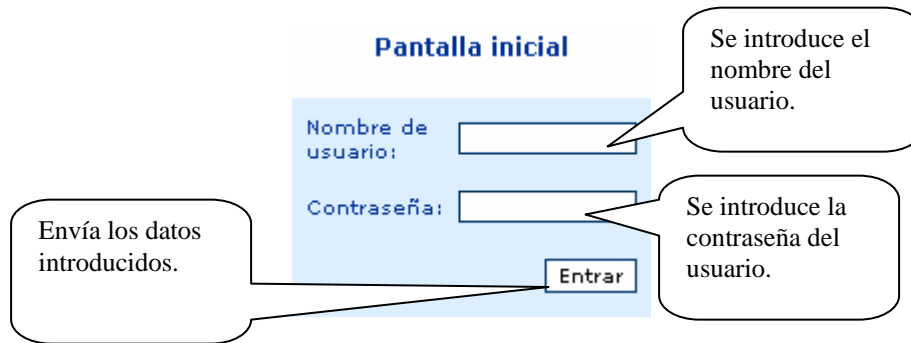 Pantalla inicial
Se introduce el
nombre del
usuario.
Nombre de
usuario:
Contraseña:
Se introduce la
contraseña del
usuario.
Envía los datos
introducidos.
Entrar